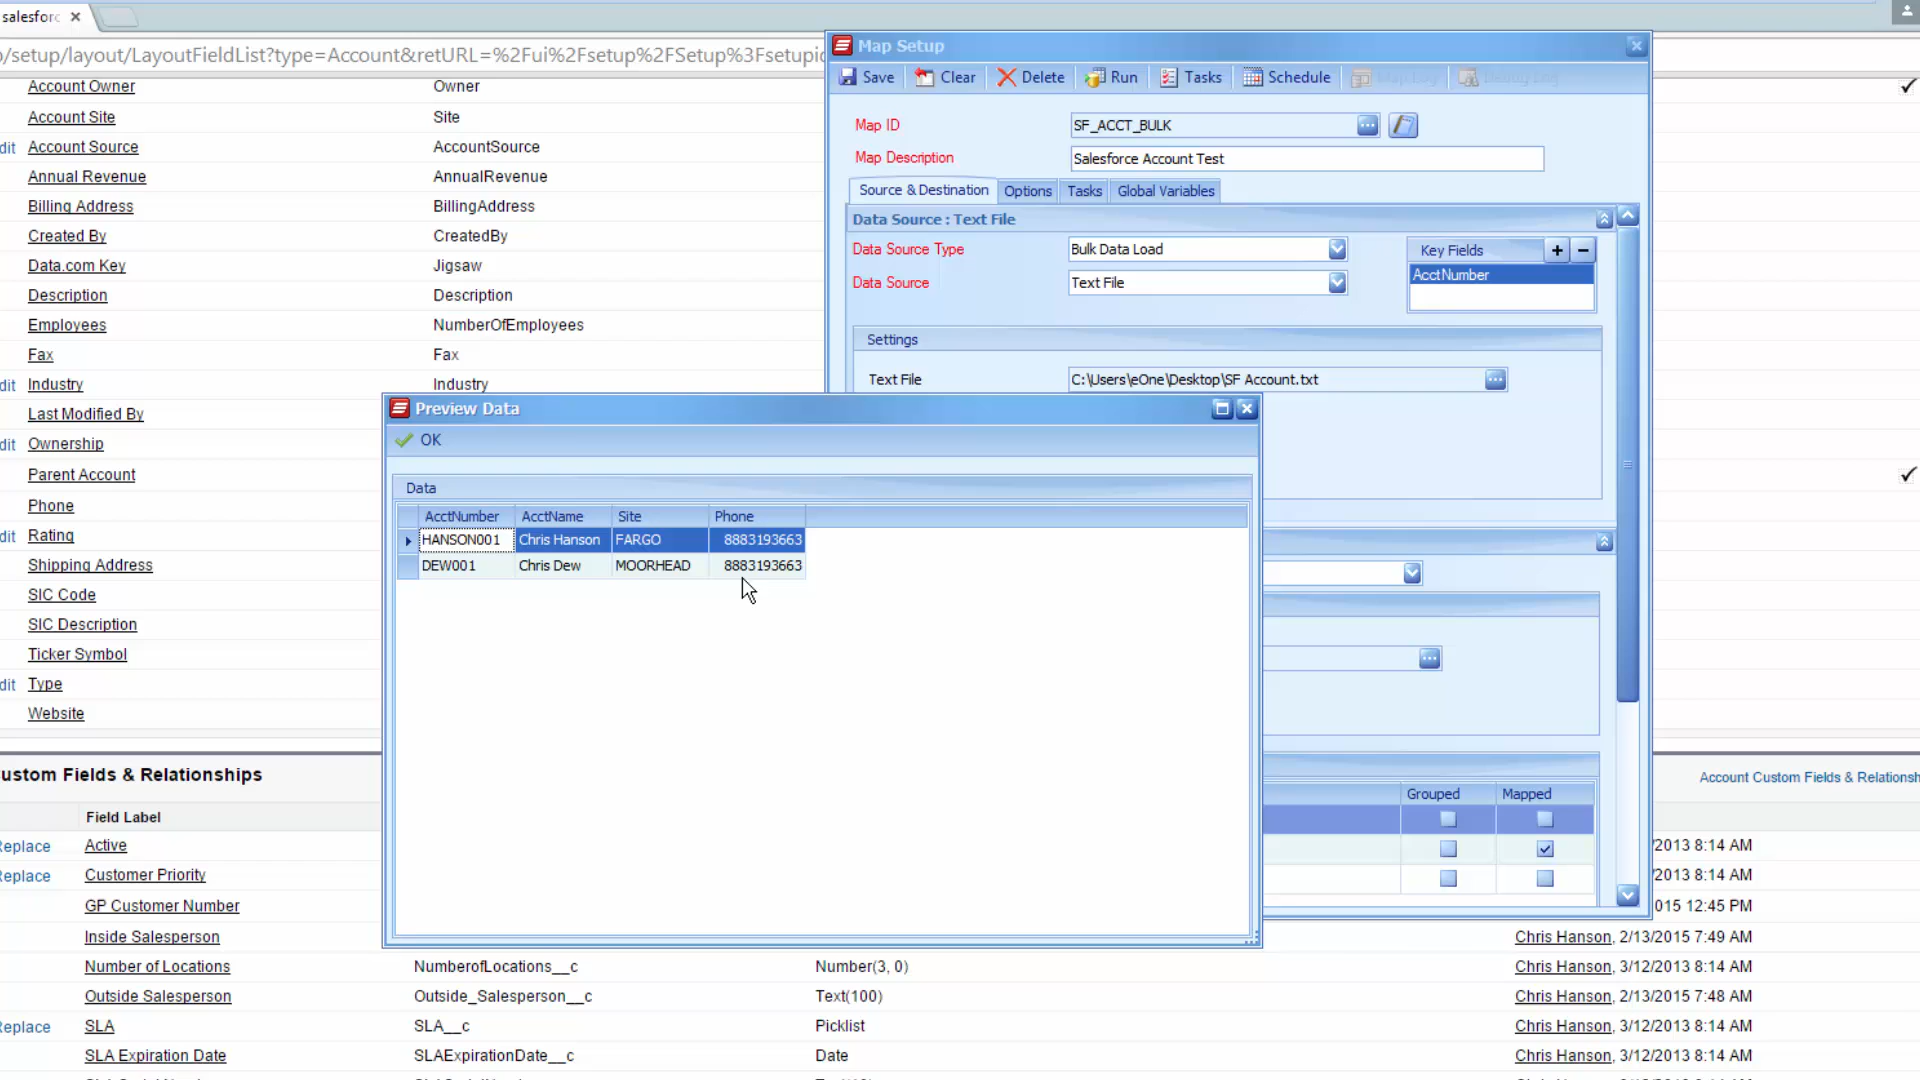 salesforc
/setup/layout/LayoutFieldList?type=Account&retURL=%2Fui%2Fsetup%2FSetup%3Fsetupid
Account Owner Owner
Account Site Site
dit Account Source AccountSource
Annual Revenue AnnualRevenue
Billing Address BillingAddress
Created By CreatedBy
Data.com Key Jigsaw
Description Description
Employees NumberOfEmployees
Fax Fax
dit Industry Industry
Last Modified By
dit Ownership
Parent Account
Phone
dit Rating
Shipping Address
SIC Code
SIC Description
Ticker Symbol
dit Type
Website
ustom Fields & Relationships
Account Custom Fields & Relationsh
Field Label
Replace Active /2013 8:14 AM
Replace Customer Priority /2013 8:14 AM
GP Customer Number 015 12:45 PM
Inside Salesperson Chris Hanson, 2/13/2015 7:49 AM
Number of Locations NumberofLocations__c Number(3, 0) Chris Hanson, 3/12/2013 8:14 AM
Outside Salesperson Outside_Salesperson__c Text(100) Chris Hanson, 2/13/2015 7:48 AM
Replace SLA SLA__c Picklist Chris Hanson, 3/12/2013 8:14 AM
SLA Expiration Date SLAExpirationDate__c Date Chris Hanson, 3/12/2013 8:14 AM
Map Setup
Save Clear Delete Run Tasks Schedule
Map ID SF_ACCT_BULK
Map Description Salesforce Account Test
Source & Destination Options Tasks Global Variables
Data Source : Text File
Data Source Type Bulk Data Load
Key Fields + −
Data Source Text File
AcctNumber
Settings
Text File C:\Users\eOne\Desktop\SF Account.txt
Grouped Mapped
Preview Data
OK
Data
AcctNumber AcctName Site Phone
HANSON001 Chris Hanson FARGO 8883193663
DEW001 Chris Dew MOORHEAD 8883193663